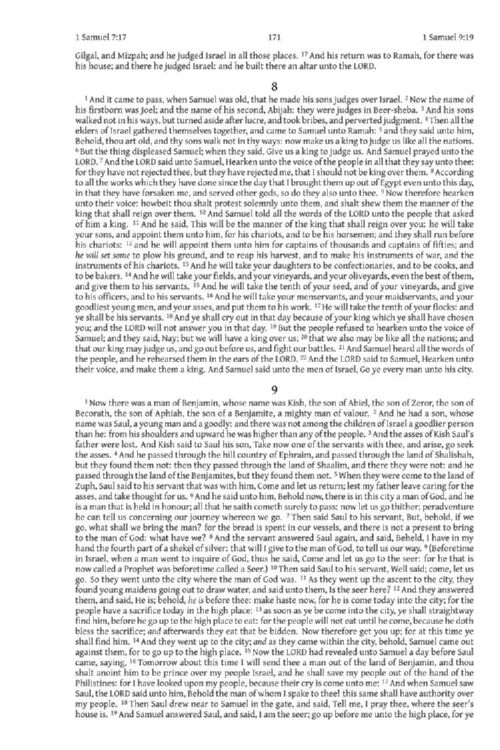 1 Samuel 7:17 171 1 Samuel 9:19
Gilgal, and Mizpah; and he judged Israel in all those places. 17 And his return was to Ramah, for there was
his house; and there he judged Israel: and he built there an altar unto the LORD.
8
1 And it came to pass, when Samuel was old, that he made his sons judges over Israel. 2 Now the name of
his firstborn was Joel; and the name of his second, Abijah: they were judges in Beer-sheba. 3 And his sons
walked not in his ways, but turned aside after lucre, and took bribes, and perverted judgment. 4 Then all the
elders of Israel gathered themselves together, and came to Samuel unto Ramah: 5 and they said unto him,
Behold, thou art old, and thy sons walk not in thy ways: now make us a king to judge us like all the nations.
6 But the thing displeased Samuel; when they said, Give us a king to judge us. And Samuel prayed unto the
LORD. 7 And the LORD said unto Samuel, Hearken unto the voice of the people in all that they say unto thee:
for they have not rejected thee, but they have rejected me, that I should not be king over them. 8 According
to all the works which they have done since the day that I brought them up out of Egypt even unto this day,
in that they have forsaken me, and served other gods, so do they also unto thee. 9 Now therefore hearken
unto their voice: howbeit thou shalt protest solemnly unto them, and shalt shew them the manner of the
king that shall reign over them. 10 And Samuel told all the words of the LORD unto the people that asked
of him a king. 11 And he said, This will be the manner of the king that shall reign over you: he will take
your sons, and appoint them unto him, for his chariots, and to be his horsemen; and they shall run before
his chariots: 12 and he will appoint them unto him for captains of thousands and captains of fifties; and
he will set some to plow his ground, and to reap his harvest, and to make his instruments of war, and the
instruments of his chariots. 13 And he will take your daughters to be confectionaries, and to be cooks, and
to be bakers. 14 And he will take your fields, and your vineyards, and your oliveyards, even the best of them,
and give them to his servants. 15 And he will take the tenth of your seed, and of your vineyards, and give
to his officers, and to his servants. 16 And he will take your menservants, and your maidservants, and your
goodliest young men, and your asses, and put them to his work. 17 He will take the tenth of your flocks: and
ye shall be his servants. 18 And ye shall cry out in that day because of your king which ye shall have chosen
you; and the LORD will not answer you in that day. 19 But the people refused to hearken unto the voice of
Samuel; and they said, Nay; but we will have a king over us; 20 that we also may be like all the nations; and
that our king may judge us, and go out before us, and fight our battles. 21 And Samuel heard all the words of
the people, and he rehearsed them in the ears of the LORD. 22 And the LORD said to Samuel, Hearken unto
their voice, and make them a king. And Samuel said unto the men of Israel, Go ye every man unto his city.
9
1 Now there was a man of Benjamin, whose name was Kish, the son of Abiel, the son of Zeror, the son of
Becorath, the son of Aphiah, the son of a Benjamite, a mighty man of valour. 2 And he had a son, whose
name was Saul, a young man and a goodly: and there was not among the children of Israel a goodlier person
than he: from his shoulders and upward he was higher than any of the people. 3 And the asses of Kish Saul's
father were lost. And Kish said to Saul his son, Take now one of the servants with thee, and arise, go seek
the asses. 4 And he passed through the hill country of Ephraim, and passed through the land of Shalishah,
but they found them not: then they passed through the land of Shaalim, and there they were not: and he
passed through the land of the Benjamites, but they found them not. 5 When they were come to the land of
Zuph, Saul said to his servant that was with him, Come and let us return; lest my father leave caring for the
asses, and take thought for us. 6 And he said unto him, Behold now, there is in this city a man of God, and he
is a man that is held in honour; all that he saith cometh surely to pass: now let us go thither; peradventure
he can tell us concerning our journey whereon we go. 7 Then said Saul to his servant, But, behold, if we
go, what shall we bring the man? for the bread is spent in our vessels, and there is not a present to bring
to the man of God: what have we? 8 And the servant answered Saul again, and said, Behold, I have in my
hand the fourth part of a shekel of silver: that will I give to the man of God, to tell us our way. 9 (Beforetime
in Israel, when a man went to inquire of God, thus he said, Come and let us go to the seer: for he that is
now called a Prophet was beforetime called a Seer.) 10 Then said Saul to his servant, Well said; come, let us
go. So they went unto the city where the man of God was. 11 As they went up the ascent to the city, they
found young maidens going out to draw water, and said unto them, Is the seer here? 12 And they answered
them, and said, He is; behold, he is before thee: make haste now, for he is come today into the city; for the
people have a sacrifice today in the high place: 13 as soon as ye be come into the city, ye shall straightway
find him, before he go up to the high place to eat: for the people will not eat until he come, because he doth
bless the sacrifice; and afterwards they eat that be bidden. Now therefore get you up; for at this time ye
shall find him. 14 And they went up to the city; and as they came within the city, behold, Samuel came out
against them, for to go up to the high place. 15 Now the LORD had revealed unto Samuel a day before Saul
came, saying, 16 Tomorrow about this time I will send thee a man out of the land of Benjamin, and thou
shalt anoint him to be prince over my people Israel, and he shall save my people out of the hand of the
Philistines: for I have looked upon my people, because their cry is come unto me. 17 And when Samuel saw
Saul, the LORD said unto him, Behold the man of whom I spake to thee! this same shall have authority over
my people. 18 Then Saul drew near to Samuel in the gate, and said, Tell me, I pray thee, where the seer's
house is. 19 And Samuel answered Saul, and said, I am the seer; go up before me unto the high place, for ye